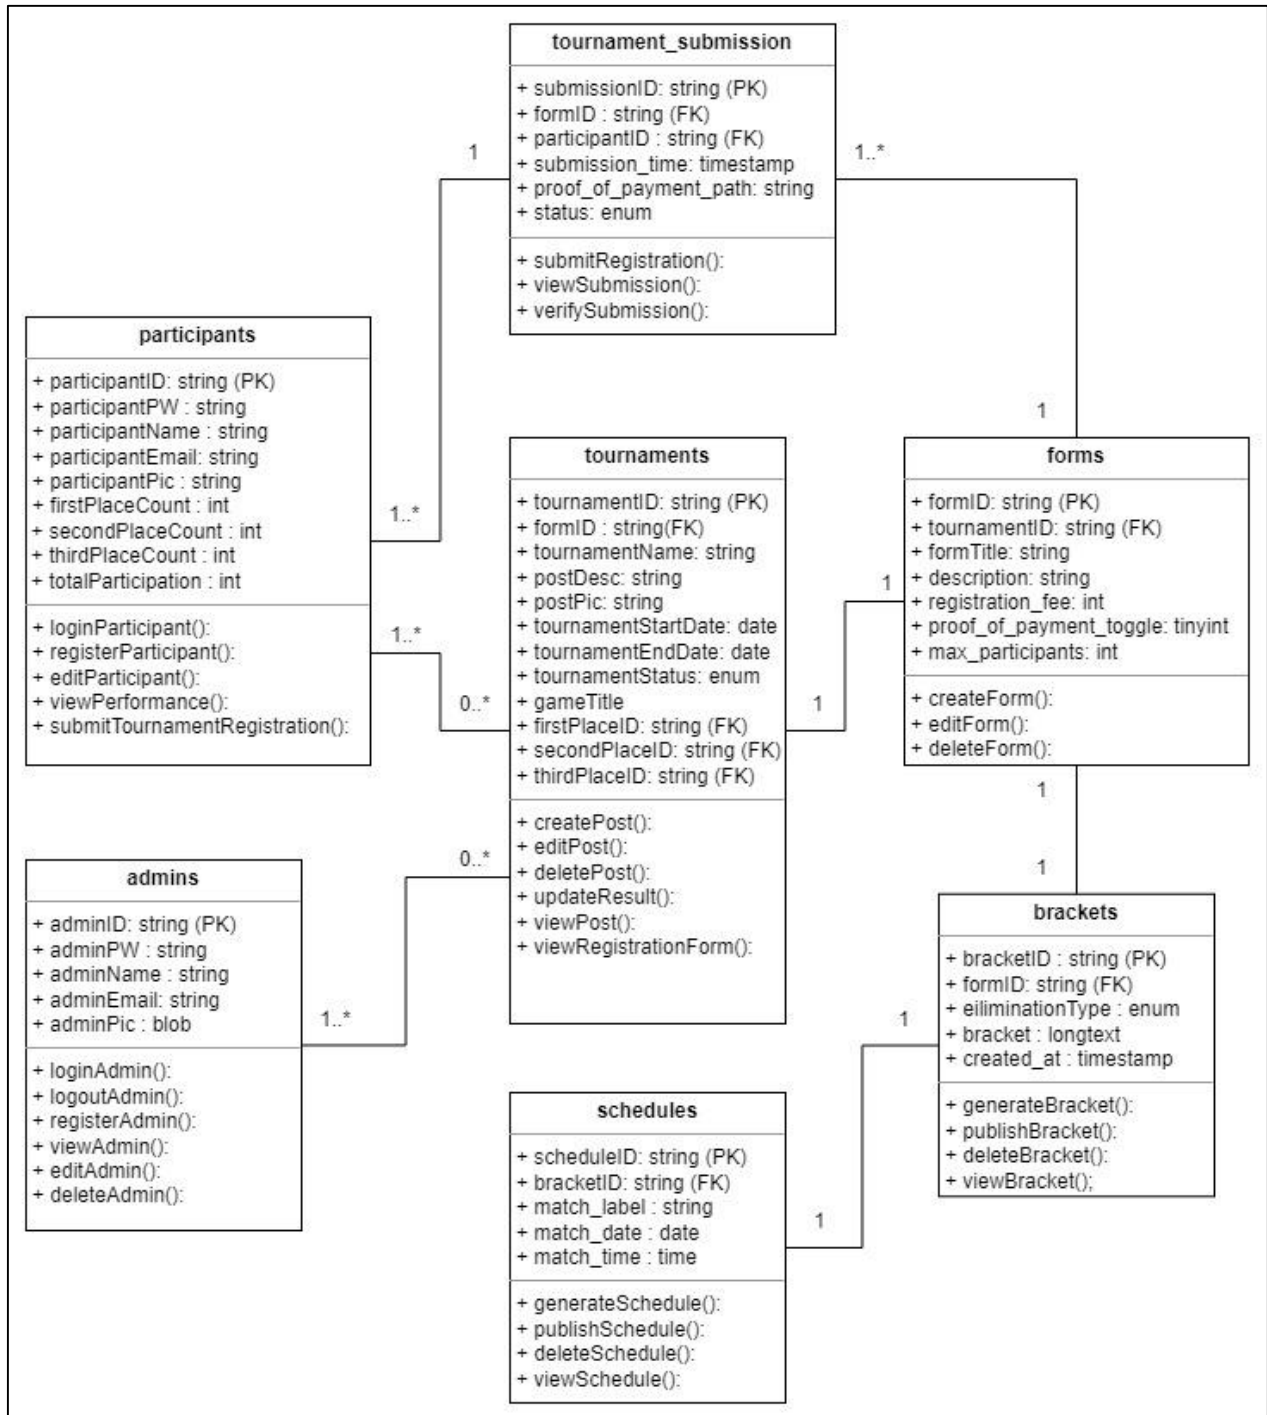 tournament_submission
+ submissionID: string (PK)
+ formID : string (FK)
+ participantID : string (FK)
+ submission_time: timestamp
+ proof_of_payment_path: string
+ status: enum
+ submitRegistration():
+ viewSubmission():
+ verifySubmission():
1
1..*
participants
+ participantID: string (PK)
+ participantPW : string
+ participantName : string
+ participantEmail: string
+ participantPic : string
+ firstPlaceCount : int
+ secondPlaceCount : int
+ thirdPlaceCount : int
+ totalParticipation : int
+ loginParticipant():
+ registerParticipant():
+ editParticipant():
+ viewPerformance():
+ submitTournamentRegistration():
1..*
1..*
0..*
tournaments
+ tournamentID: string (PK)
+ formID : string(FK)
+ tournamentName: string
+ postDesc: string
+ postPic: string
+ tournamentStartDate: date
+ tournamentEndDate: date
+ tournamentStatus: enum
+ gameTitle
+ firstPlaceID: string (FK)
+ secondPlaceID: string (FK)
+ thirdPlaceID: string (FK)
+ createPost():
+ editPost():
+ deletePost():
+ updateResult():
+ viewPost():
+ viewRegistrationForm():
1
1
1
forms
+ formID: string (PK)
+ tournamentID: string (FK)
+ formTitle: string
+ description: string
+ registration_fee: int
+ proof_of_payment_toggle: tinyint
+ max_participants: int
+ createForm():
+ editForm():
+ deleteForm():
1
1
admins
+ adminID: string (PK)
+ adminPW : string
+ adminName : string
+ adminEmail: string
+ adminPic : blob
+ loginAdmin():
+ logoutAdmin():
+ registerAdmin():
+ viewAdmin():
+ editAdmin():
+ deleteAdmin():
0..*
1..*
brackets
+ bracketID : string (PK)
+ formID: string (FK)
+ eiliminationType : enum
+ bracket : longtext
+ created_at : timestamp
+ generateBracket():
+ publishBracket():
+ deleteBracket():
+ viewBracket();
1
1
schedules
+ scheduleID: string (PK)
+ bracketID: string (FK)
+ match_label : string
+ match_date : date
+ match_time : time
+ generateSchedule():
+ publishSchedule():
+ deleteSchedule():
+ viewSchedule():